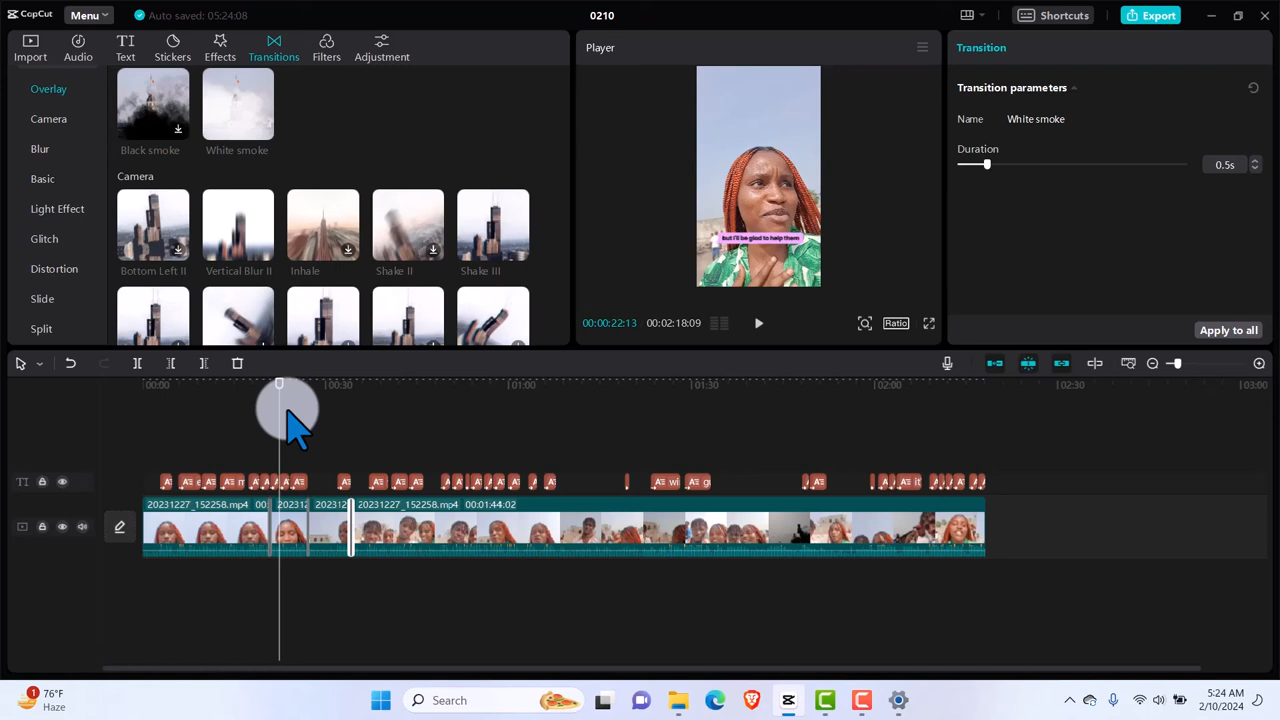 CapCut
Menu
Auto saved: 05:24:08
0210
Shortcuts
Export
Import
Audio
Text
Stickers
Effects
Transitions
Filters
Adjustment
Overlay
Camera
Blur
Basic
Light Effect
Glitch
Distortion
Slide
Split
Black smoke
White smoke
Camera
Bottom Left II
Vertical Blur II
Inhale
Shake II
Shake III
Player
but i'll be glad to help them
00:00:22:13
00:02:18:09
Ratio
Transition
Transition parameters
Name
White smoke
Duration
0.5s
Apply to all
00:00
00:30
01:00
01:30
02:00
02:30
03:00
20231227_152258.mp4
00:
202312
202312
20231227_152258.mp4
00:01:44:02
1
76°F
Haze
Search
5:24 AM
2/10/2024